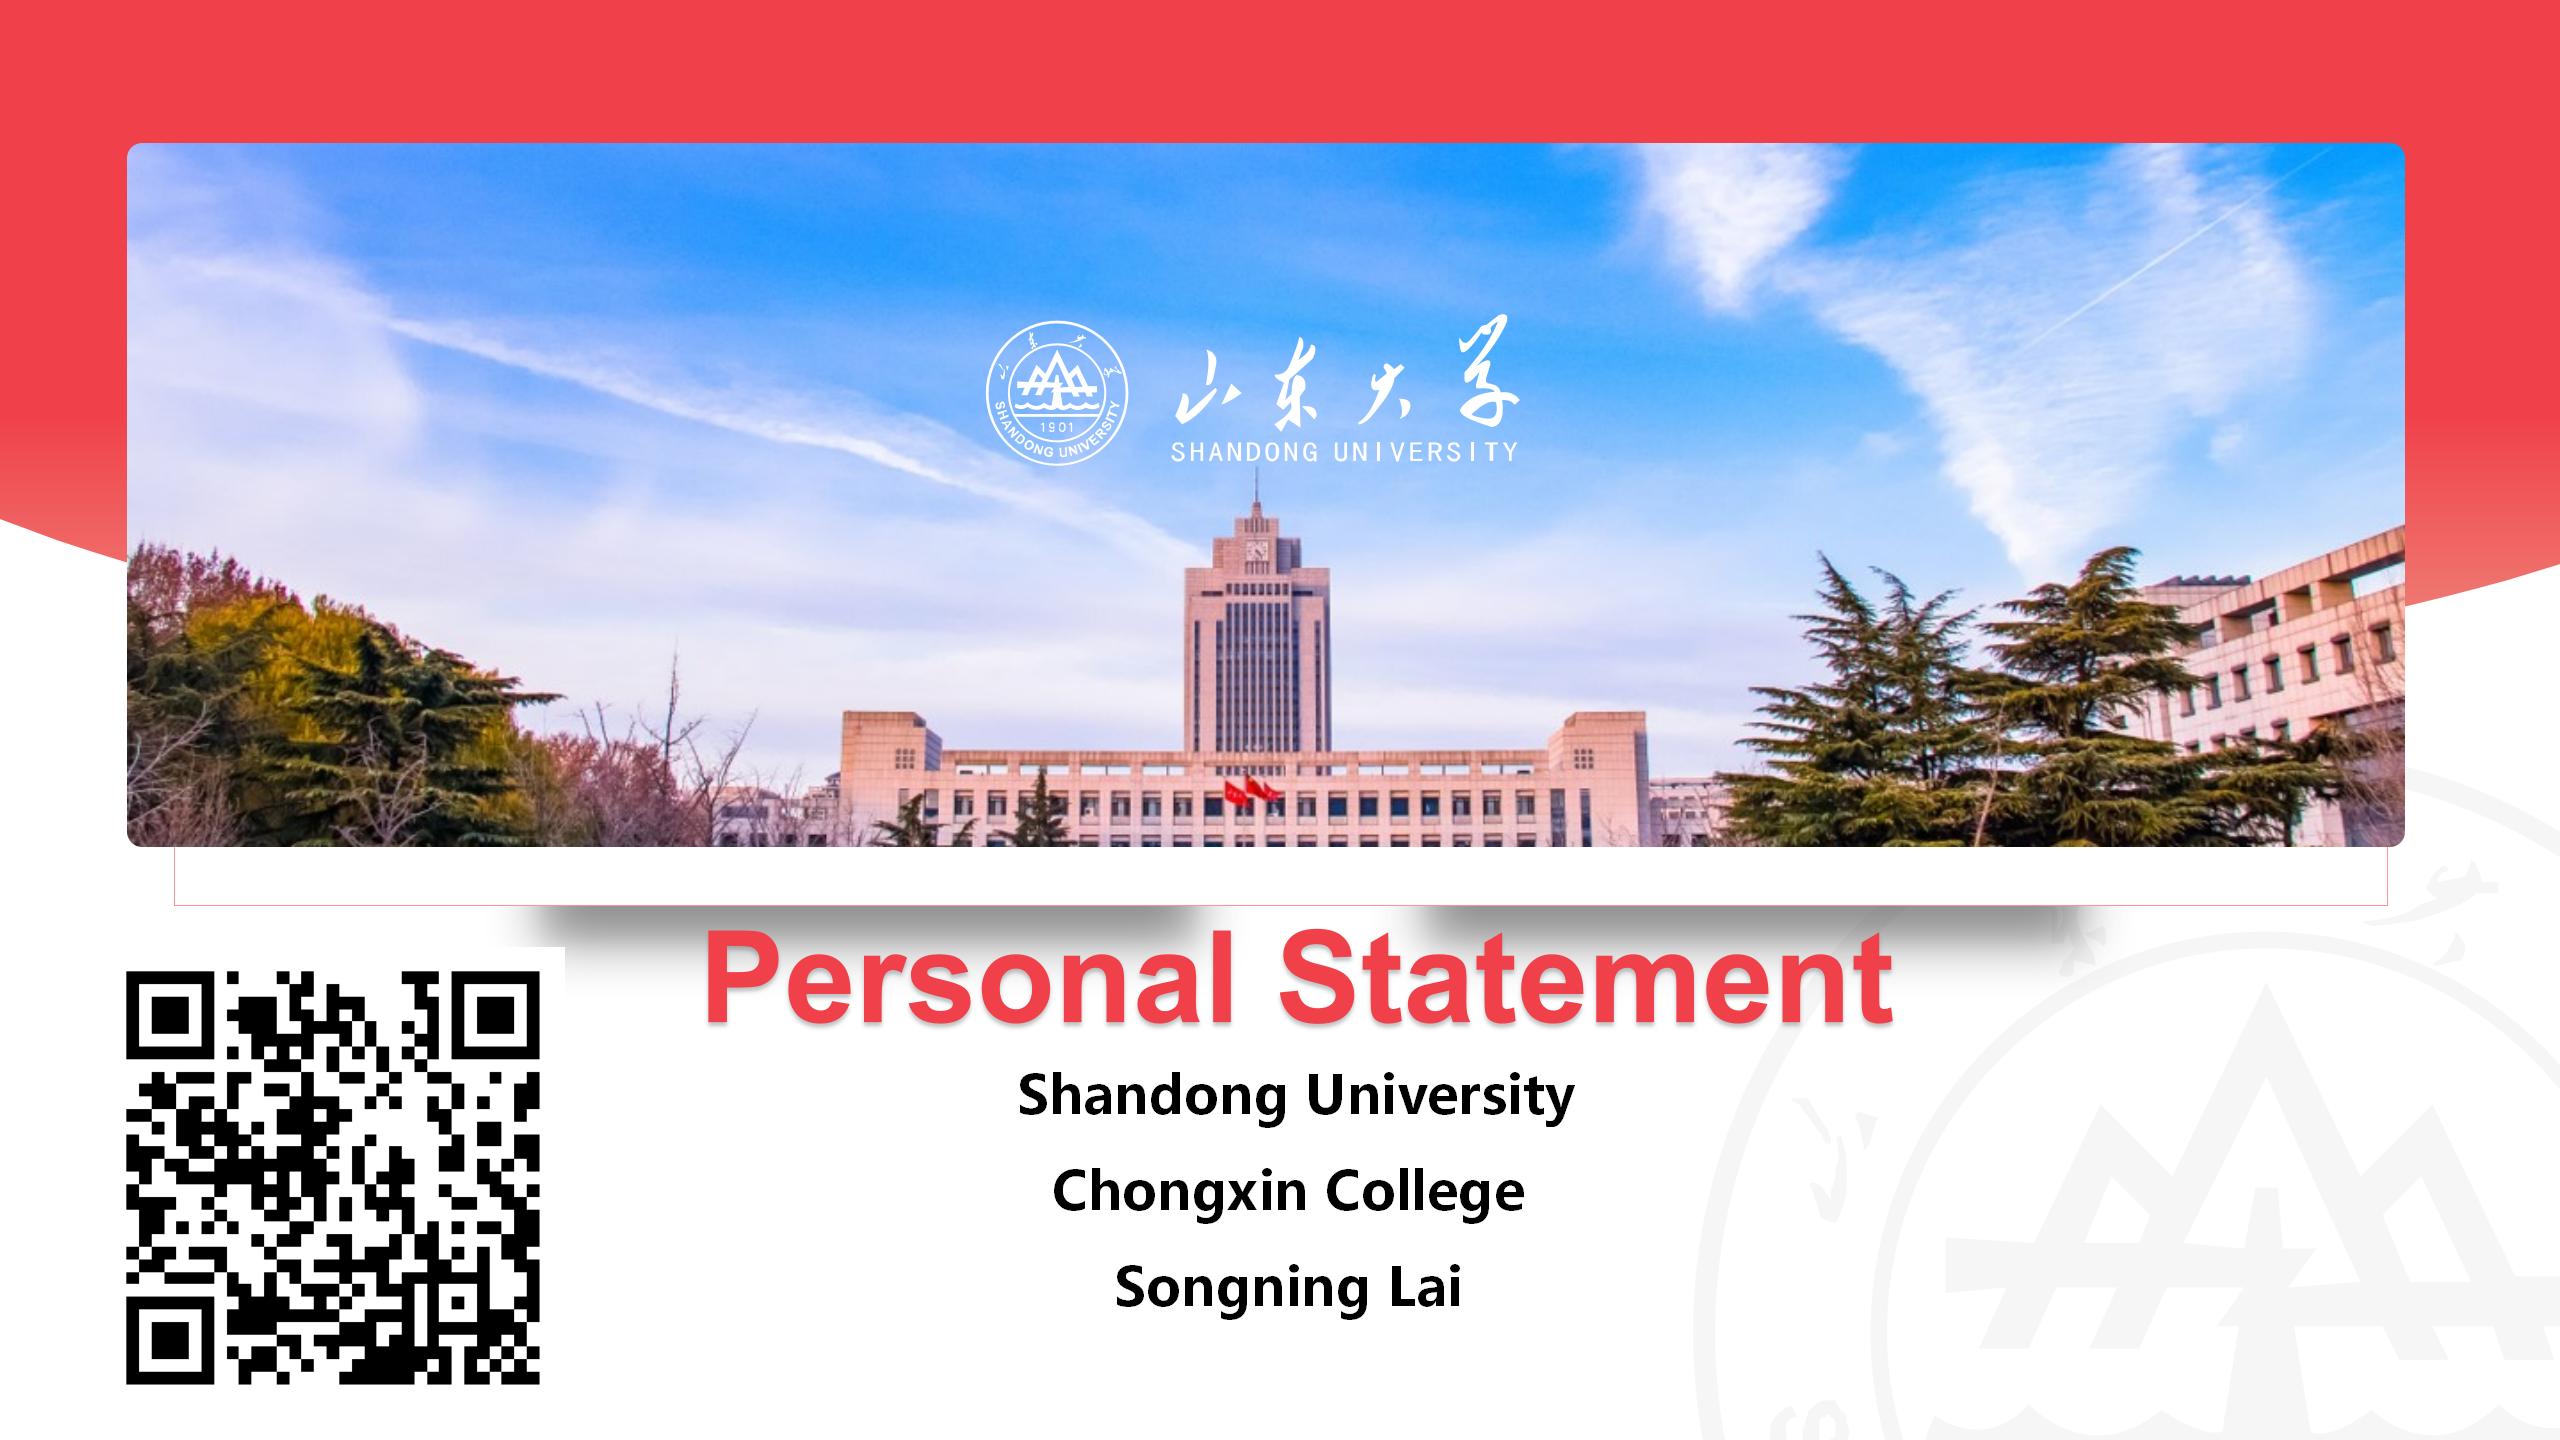 山东大学
SHANDONG UNIVERSITY
1901
SHANDONG UNIVERSITY
Personal Statement
Shandong University
Chongxin College
Songning Lai